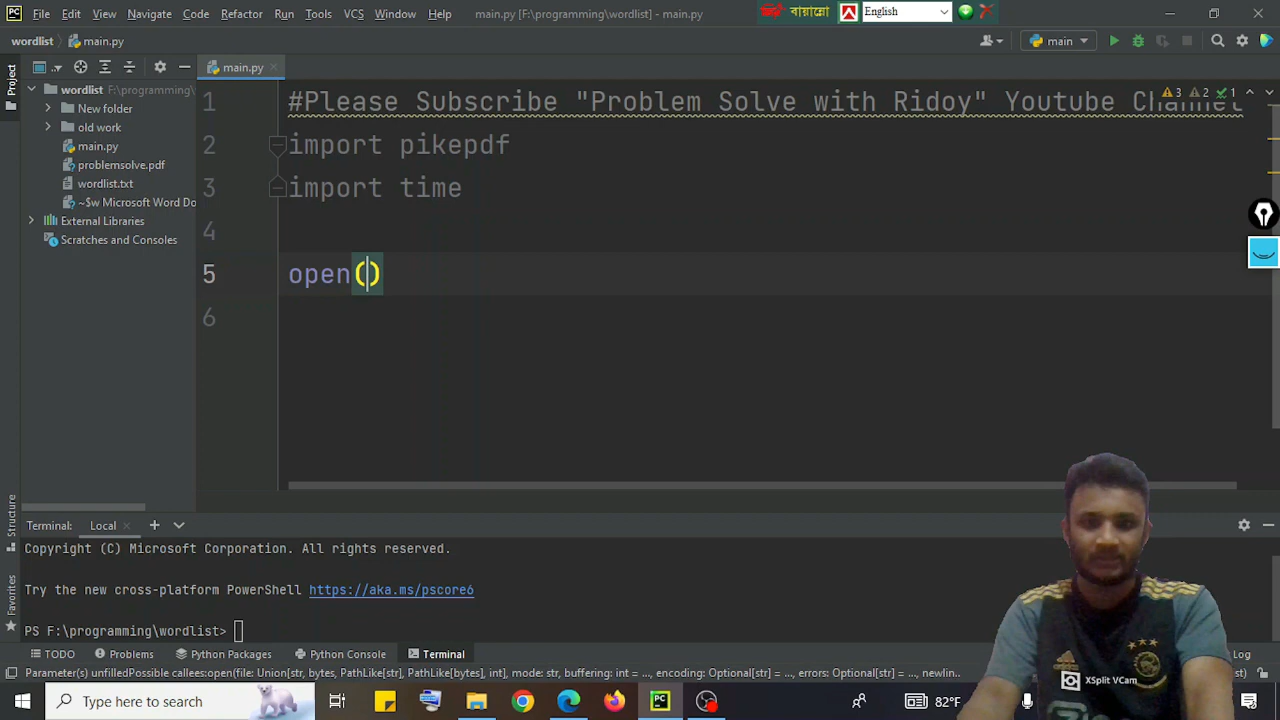 File Edit View Navigate Code Refactor Run Tools VCS Window main.py (F:\programming\wordlist] - main.py বায়ান্নো English
wordlist main.py main
Project main.py
wordlist F:\programming\
New folder
old work
main.py
problemsolve.pdf
wordlist.txt
~$w Microsoft Word Do
External Libraries
Scratches and Consoles
1 #Please Subscribe "Problem Solve with Ridoy" Youtube Channel
3 2 1
2 import pikepdf
3 import time
4
5 open()
6
Structure
Favorites
Terminal: Local
Copyright (C) Microsoft Corporation. All rights reserved.
Try the new cross-platform PowerShell https://aka.ms/pscore6
PS F:\programming\wordlist>
TODO Problems Python Packages Python Console Terminal Log
Parameter(s) unfilledPossible callees:open(file: Union[str, bytes, PathLike[str], PathLike[bytes], int], mode: str, buffering: int = ..., encoding: Optional[str] = ..., errors: Optional[str] = ..., newlin..
XSplit VCam
Type here to search 82°F